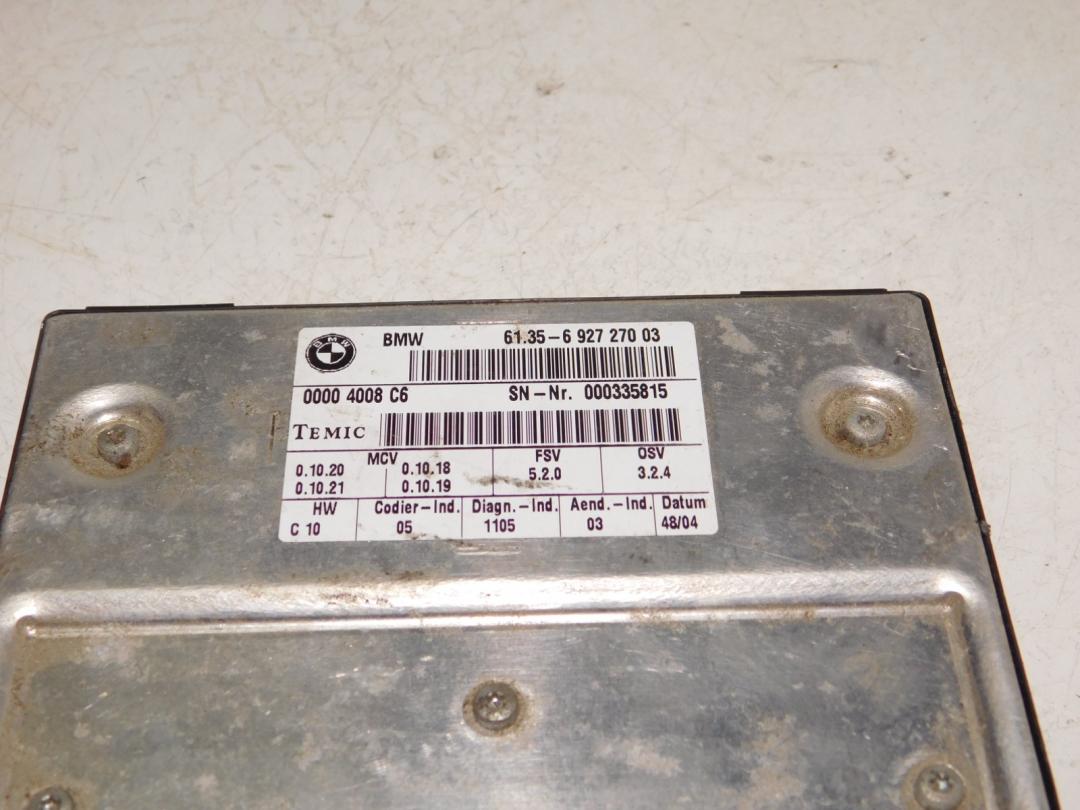 BMW
BMW 61.35-6 927 270 03
0000 4008 C6 SN-Nr. 000335815
TEMIC
MCV FSV OSV
0.10.20 0.10.18 5.2.0 3.2.4
0.10.21 0.10.19
HW Codier-Ind. Diagn.-Ind. Aend.-Ind. Datum
C 10 05 1105 03 48/04